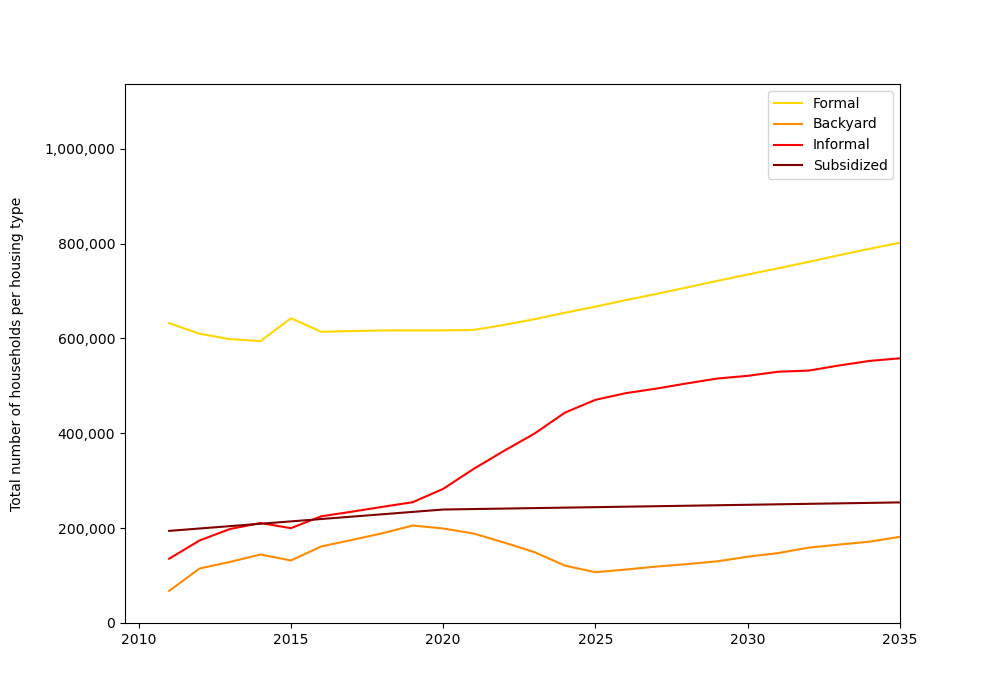 Total number of households per housing type
1,000,000
800,000
600,000
400,000
200,000
0
2010 2015 2020 2025 2030 2035
Formal
Backyard
Informal
Subsidized